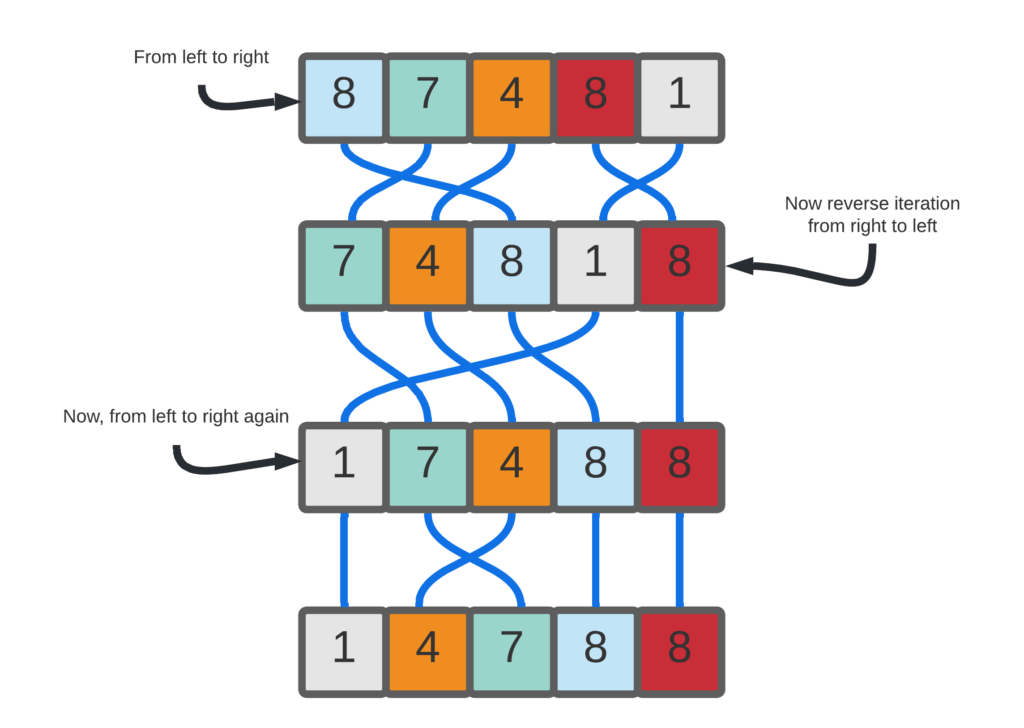 From left to right
8 7 4 8 1
Now reverse iteration
from right to left
7 4 8 1 8
Now, from left to right again
1 7 4 8 8
1 4 7 8 8